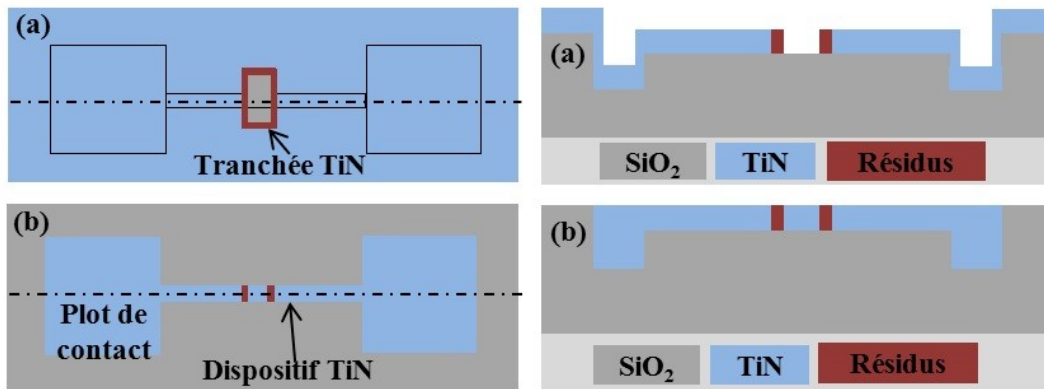 (a)
Tranchée TiN
(b)
Plot de
contact
Dispositif TiN
(a)
SiO₂ TiN Résidus
(b)
SiO₂ TiN Résidus